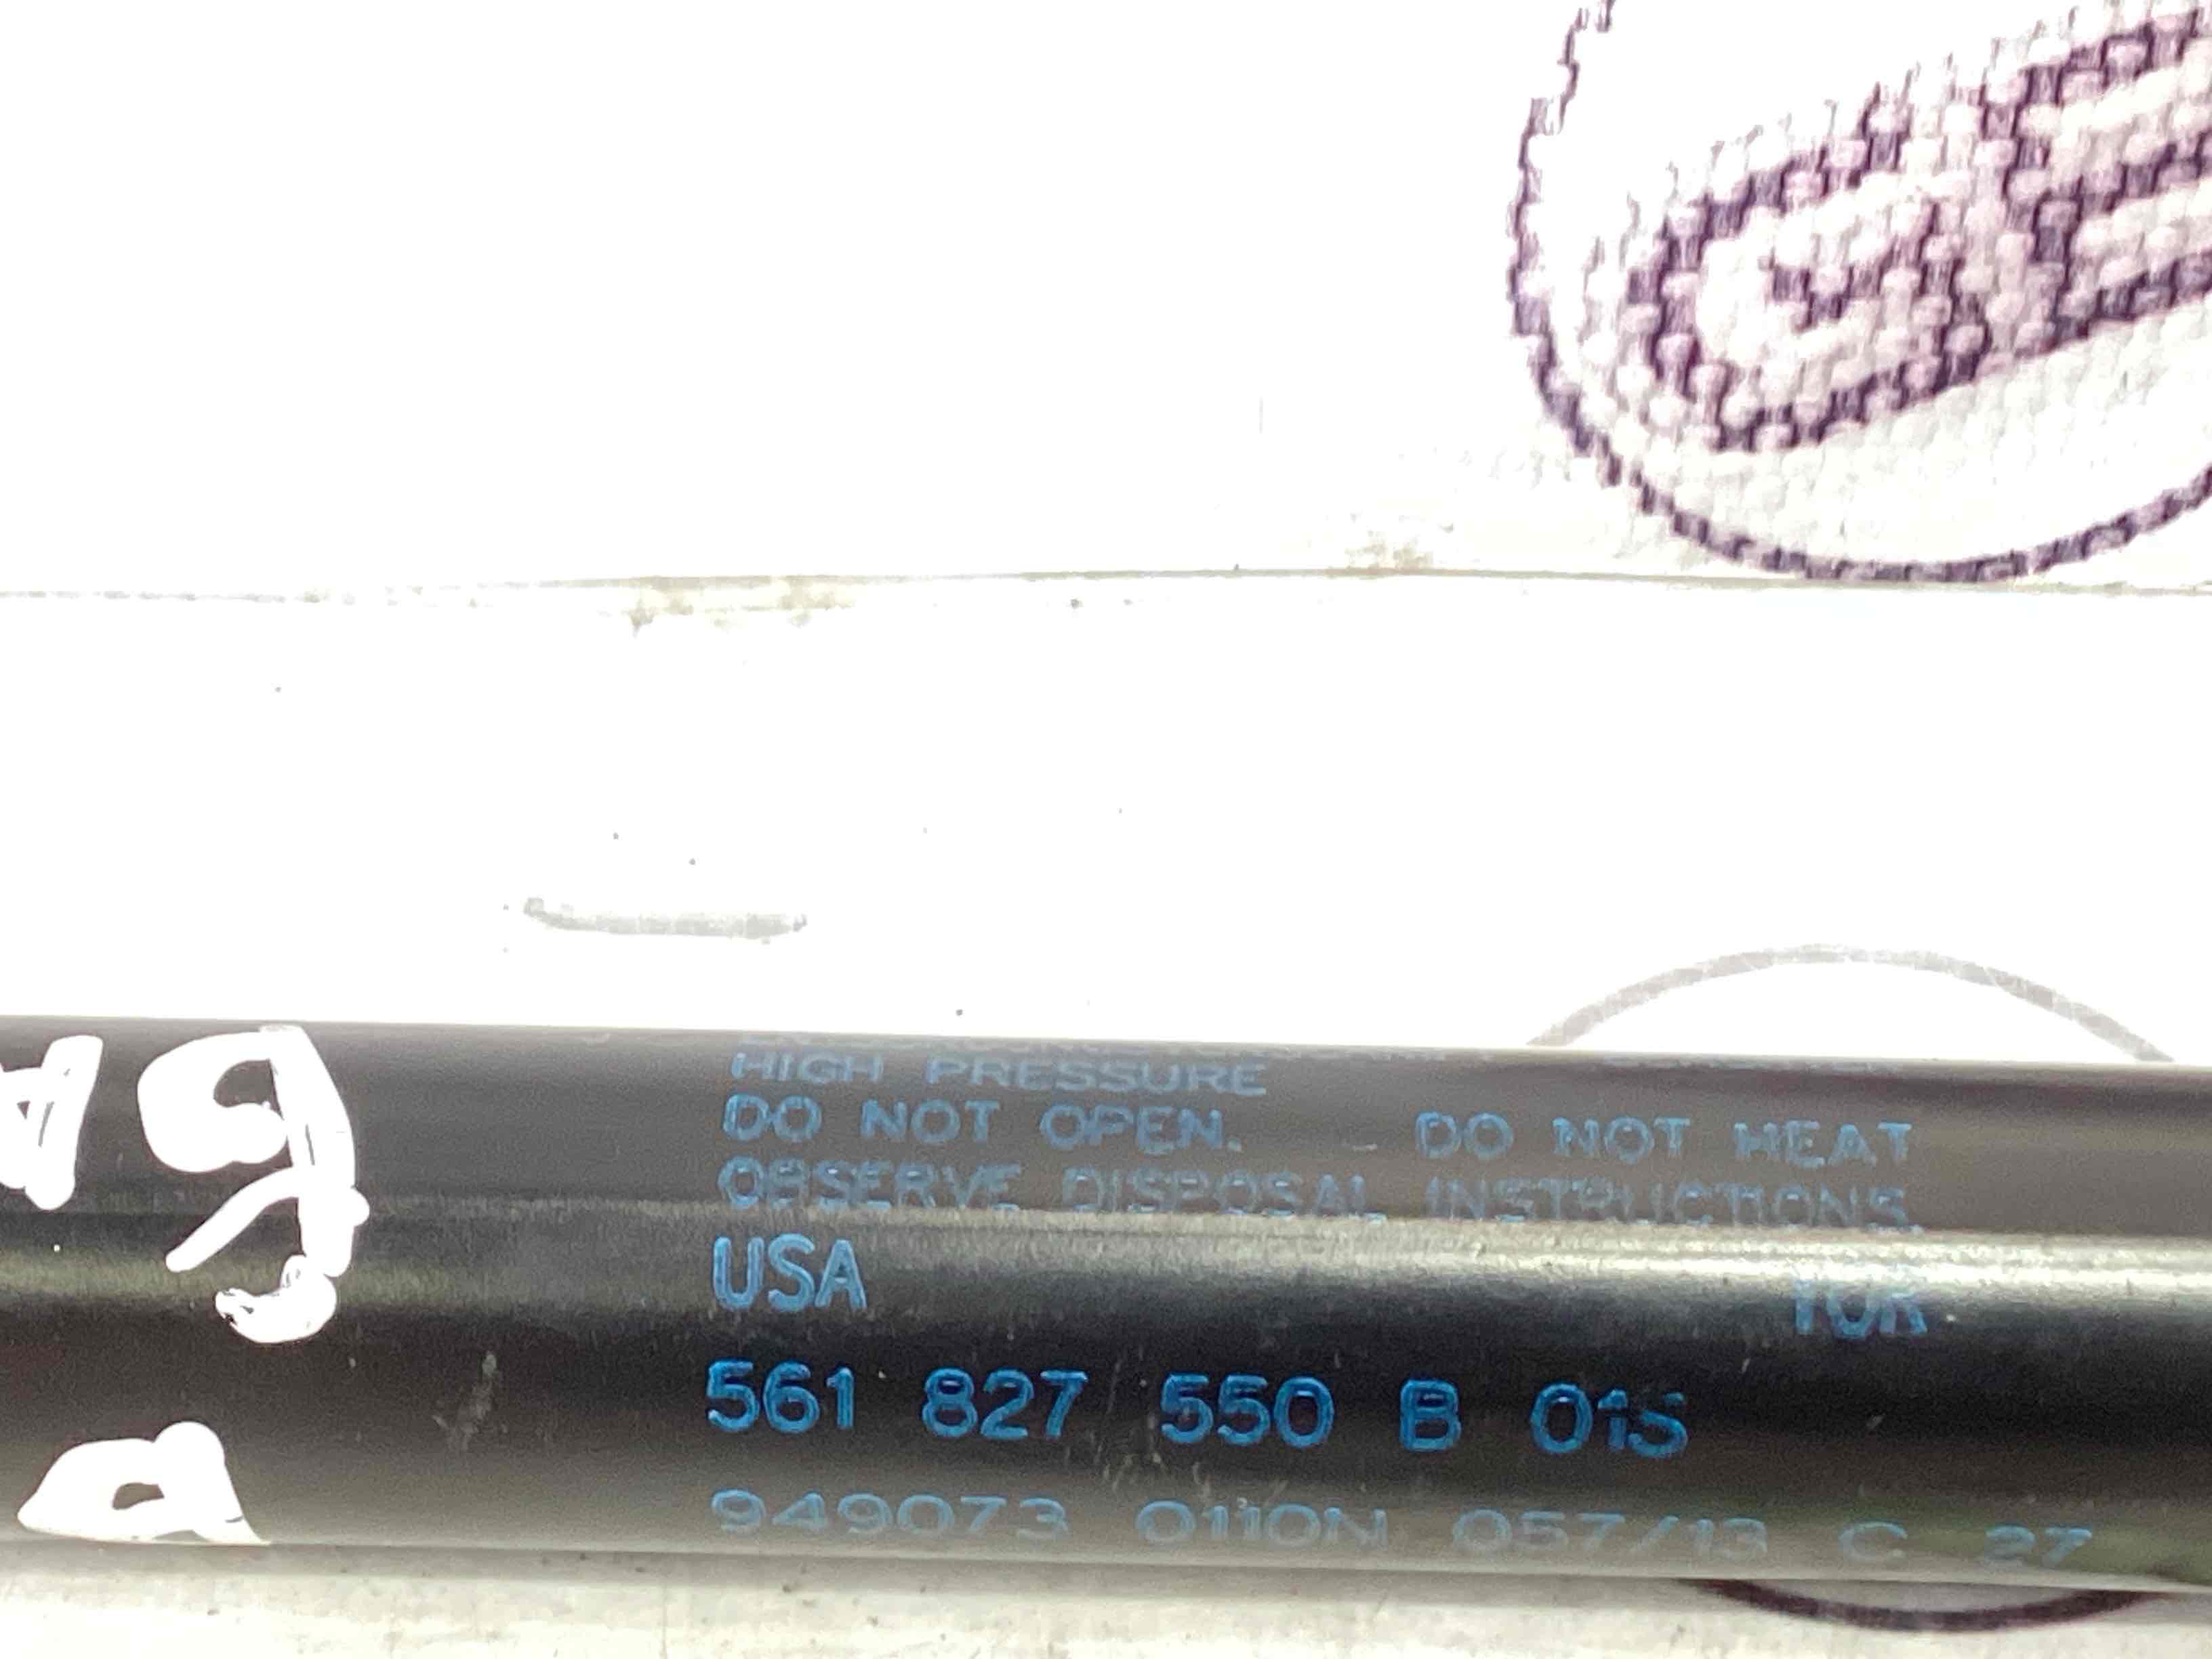 HIGH PRESSURE
DO NOT OPEN. DO NOT HEAT
OBSERVE DISPOSAL INSTRUCTIONS.
USA
561 827 550 B 01S
949073 0110N 057/13 C 27